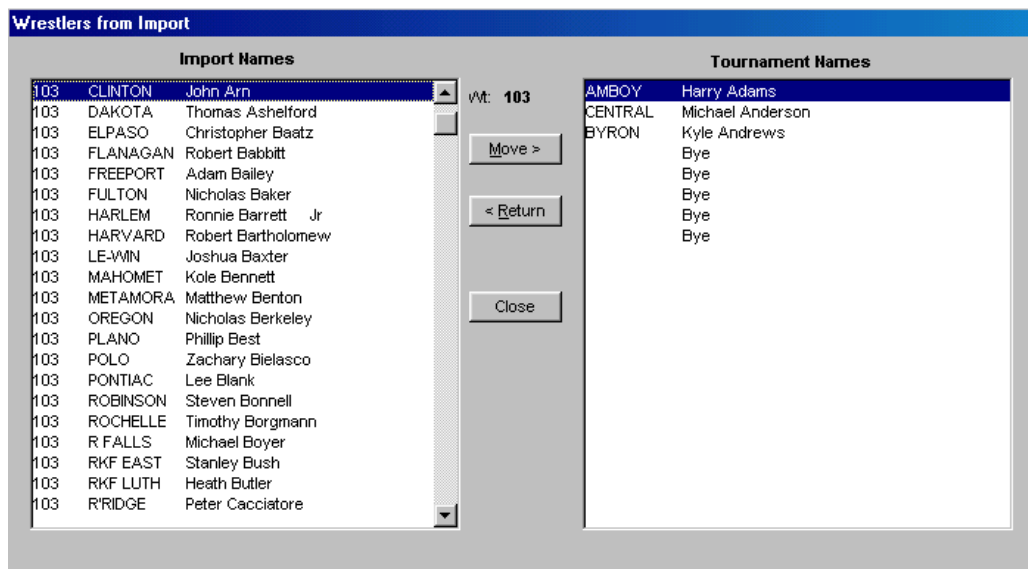 Wrestlers from Import
Import Names
103 CLINTON John Arn
103 DAKOTA Thomas Ashelford
103 ELPASO Christopher Baatz
103 FLANAGAN Robert Babbitt
103 FREEPORT Adam Bailey
103 FULTON Nicholas Baker
103 HARLEM Ronnie Barrett Jr
103 HARVARD Robert Bartholomew
103 LE-WIN Joshua Baxter
103 MAHOMET Kole Bennett
103 METAMORA Matthew Benton
103 OREGON Nicholas Berkeley
103 PLANO Phillip Best
103 POLO Zachary Bielasco
103 PONTIAC Lee Blank
103 ROBINSON Steven Bonnell
103 ROCHELLE Timothy Borgmann
103 R FALLS Michael Boyer
103 RKF EAST Stanley Bush
103 RKF LUTH Heath Butler
103 R'RIDGE Peter Cacciatore
Wt: 103
Move >
< Return
Close
Tournament Names
AMBOY Harry Adams
CENTRAL Michael Anderson
BYRON Kyle Andrews
Bye
Bye
Bye
Bye
Bye